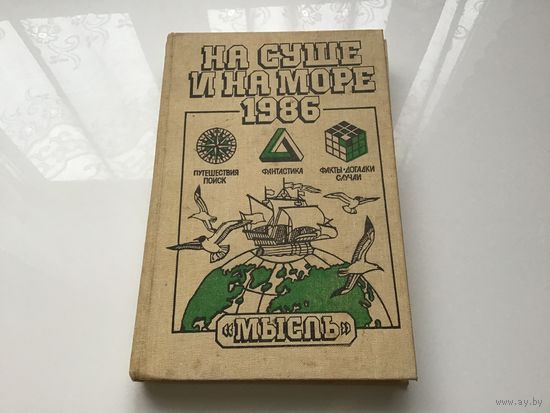 НА СУШЕ
И НА МОРЕ
1986
ПУТЕШЕСТВИЯ
ПОИСК
ФАНТАСТИКА
ФАКТЫ·ДОГАДКИ
СЛУЧАИ
«МЫСЛЬ»
www.ay.by